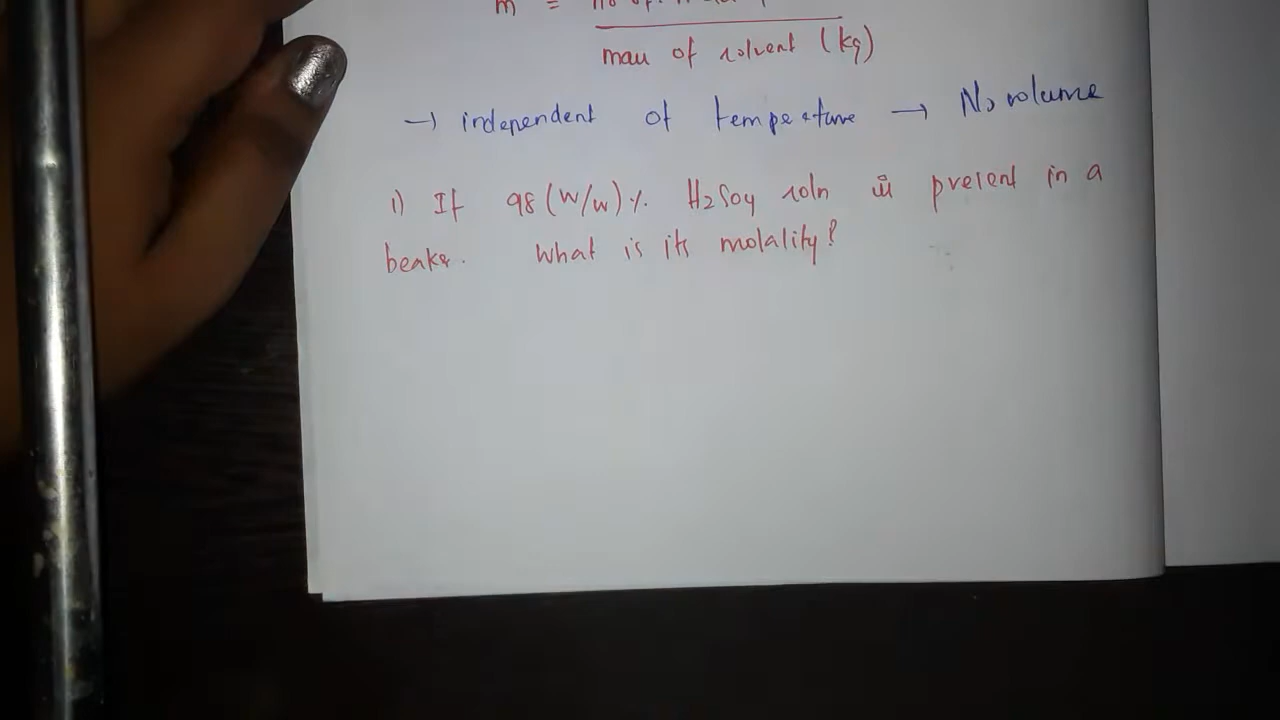 m =
mass of solvent (kg)
→ independent of temperature → No volume
1) If 98 (W/W) % H2SO4 soln is present in a
beaker. What is its molality?